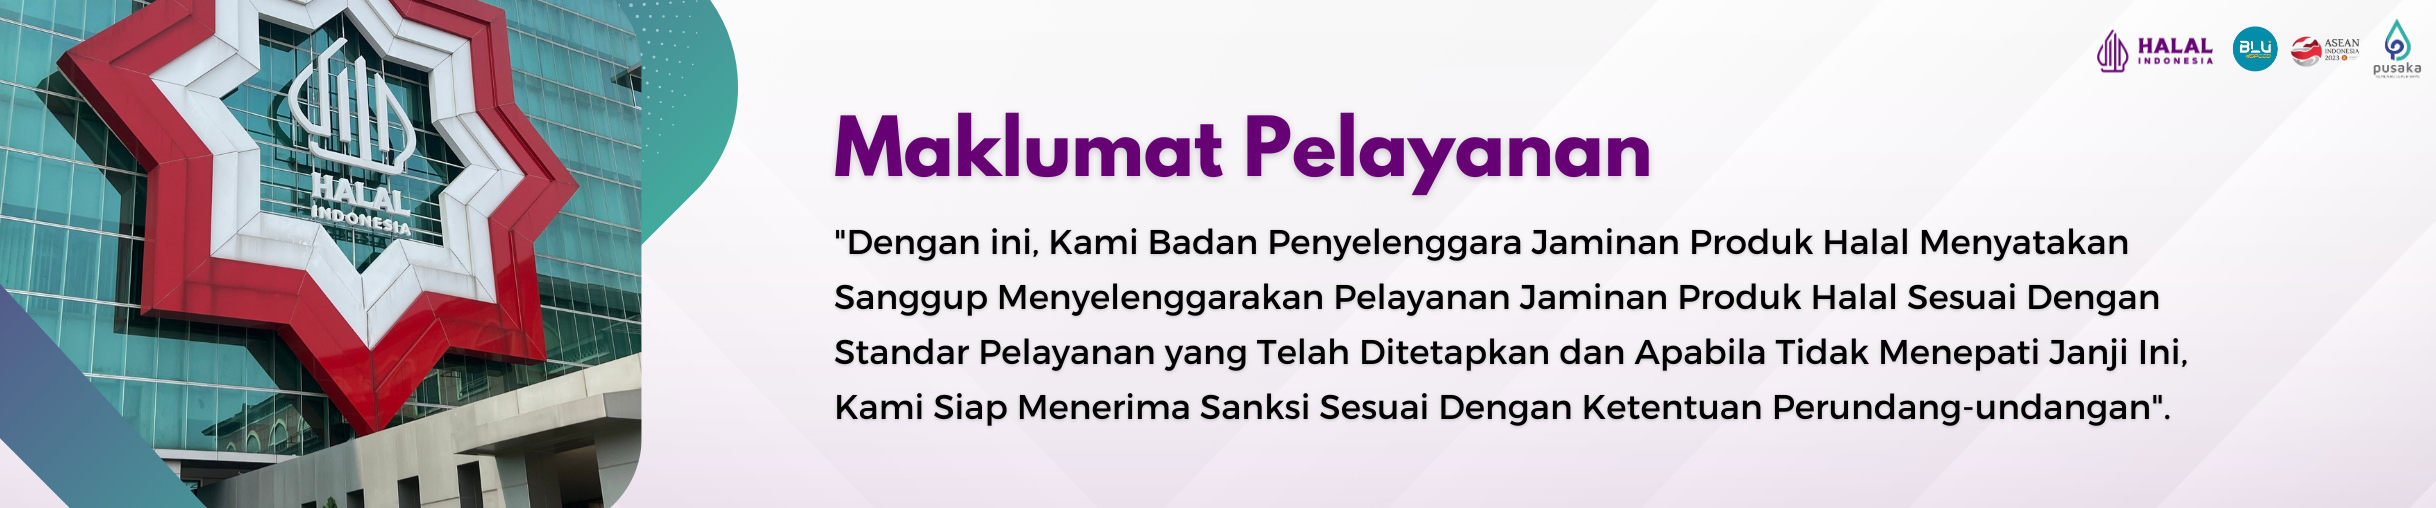 HALAL
INDONESIA
HALAL
INDONESIA
BLU
ASEAN
INDONESIA
2023
pusaka
Maklumat Pelayanan
"Dengan ini, Kami Badan Penyelenggara Jaminan Produk Halal Menyatakan
Sanggup Menyelenggarakan Pelayanan Jaminan Produk Halal Sesuai Dengan
Standar Pelayanan yang Telah Ditetapkan dan Apabila Tidak Menepati Janji Ini,
Kami Siap Menerima Sanksi Sesuai Dengan Ketentuan Perundang-undangan".